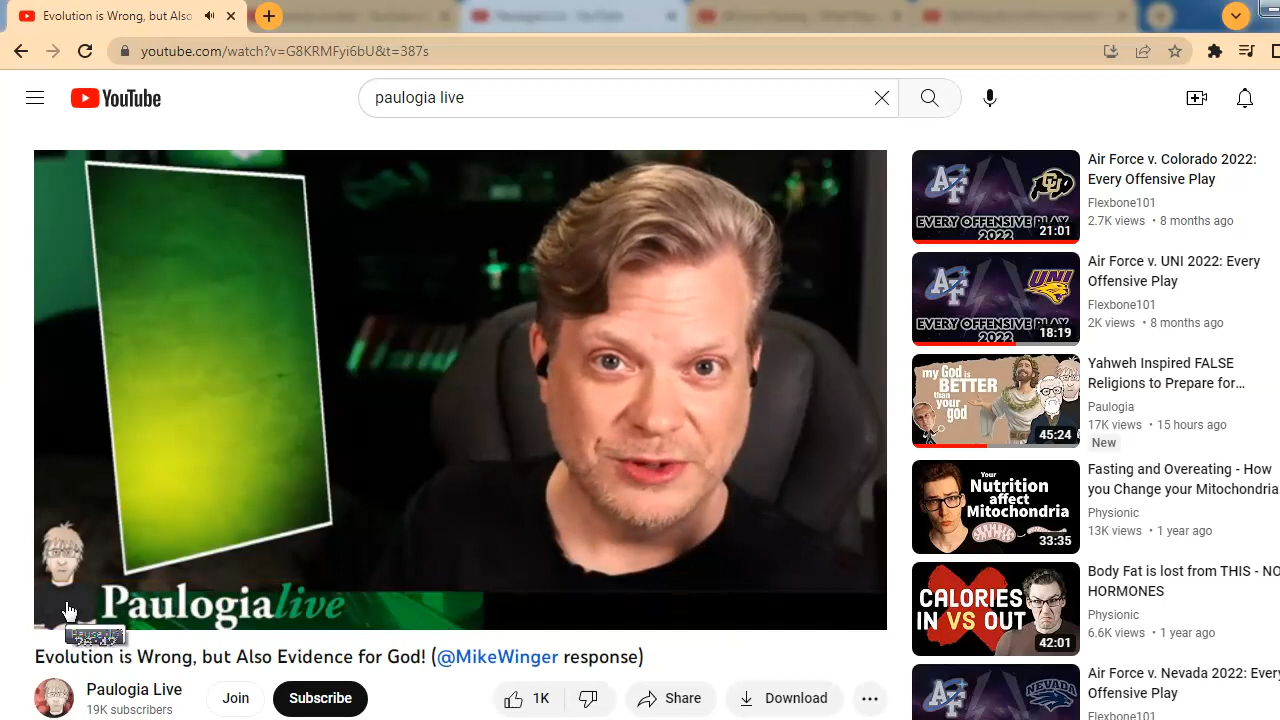 Evolution is Wrong, but Also
youtube.com/watch?v=G8KRMFyi6bU&t=387s
YouTube
paulogia live
Paulogialive
Evolution is Wrong, but Also Evidence for God! (@MikeWinger response)
Paulogia Live
19K subscribers
Join
Subscribe
1K
Share
Download
AF
CU
EVERY OFFENSIVE PLAY
2022
21:01
Air Force v. Colorado 2022:
Every Offensive Play
Flexbone101
2.7K views • 8 months ago
AF
UNI
EVERY OFFENSIVE PLAY
2022
18:19
Air Force v. UNI 2022: Every
Offensive Play
Flexbone101
2K views • 8 months ago
my God is
BETTER
than
your
god
45:24
Yahweh Inspired FALSE
Religions to Prepare for...
Paulogia
17K views • 15 hours ago
New
Your
Nutrition
affect
Mitochondria
33:35
Fasting and Overeating - How
you Change your Mitochondria
Physionic
13K views • 1 year ago
CALORIES
IN VS OUT
42:01
Body Fat is lost from THIS - NO
HORMONES
Physionic
6.6K views • 1 year ago
AF
NEVADA
Air Force v. Nevada 2022: Every
Offensive Play
Flexbone101